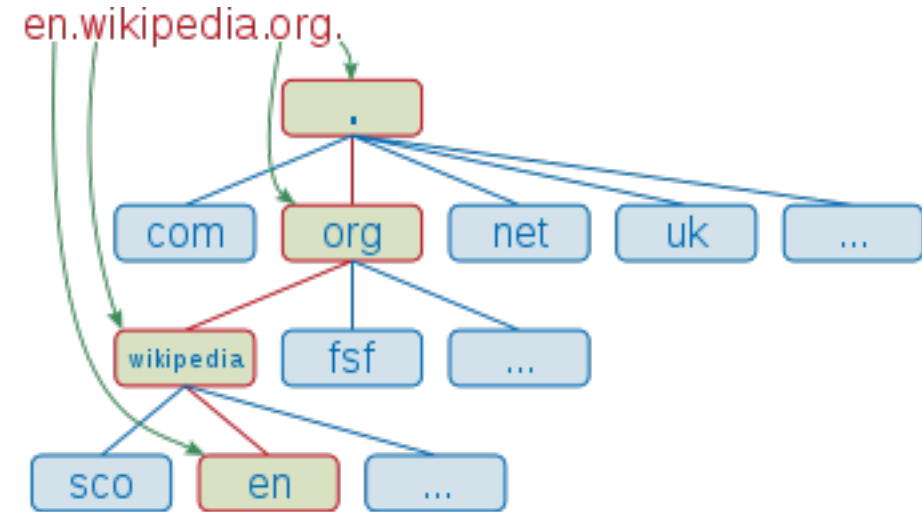 en.wikipedia.org.
.
com org net uk ...
wikipedia fsf ...
sco en ...